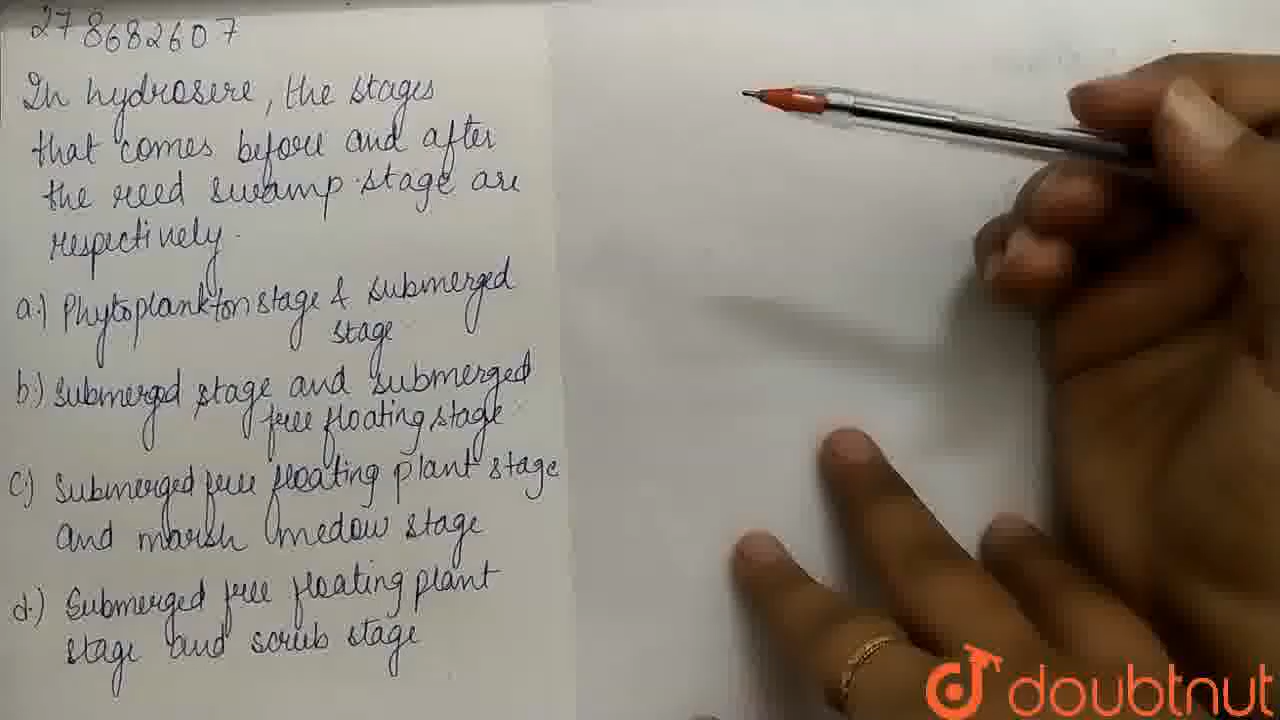 278682607
In hydrosere, the stages
that comes before and after
the reed swamp stage are
respectively.
a.) Phytoplankton stage & submerged
stage
b.) Submerged stage and submerged
free floating stage
c.) Submerged free floating plant stage
and marsh medow stage
d.) Submerged free floating plant
stage and scrub stage
doubtnut